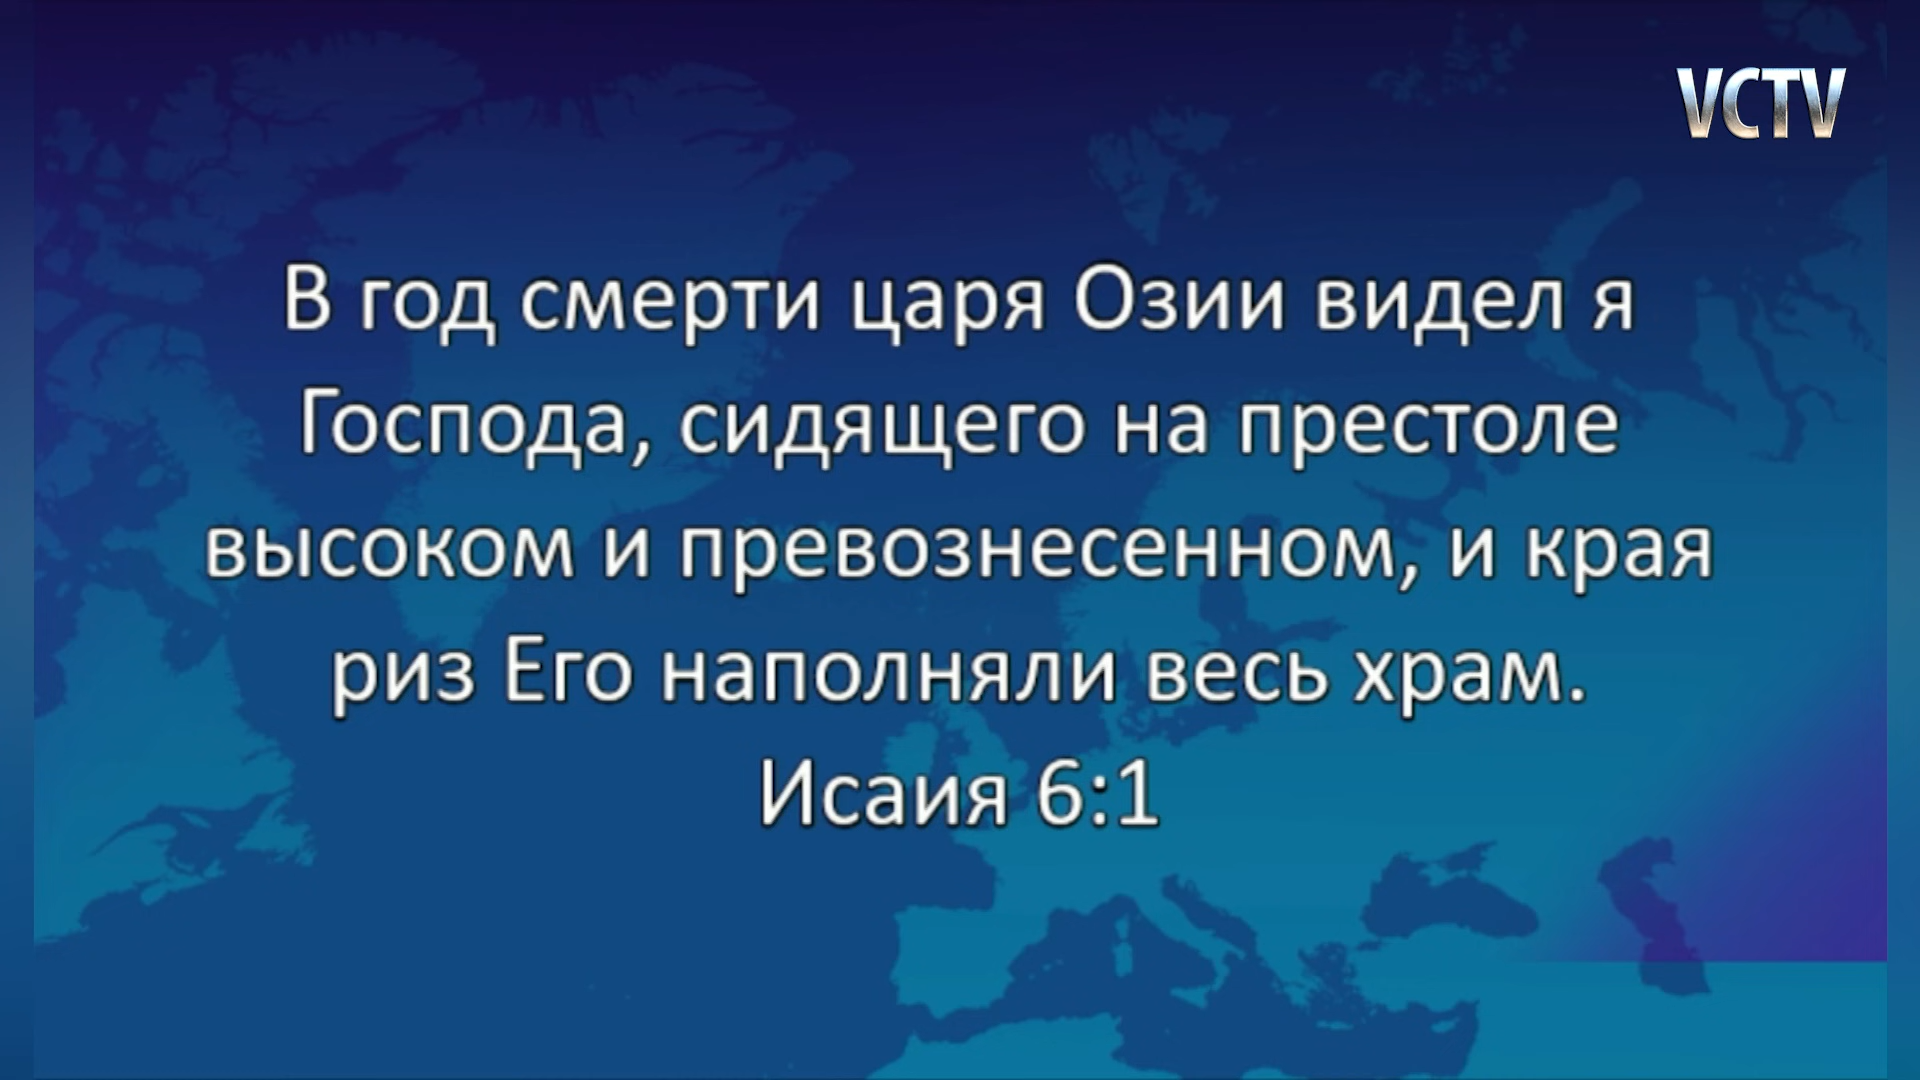 VCTV
В год смерти царя Озии видел я
Господа, сидящего на престоле
высоком и превознесенном, и края
риз Его наполняли весь храм.
Исаия 6:1